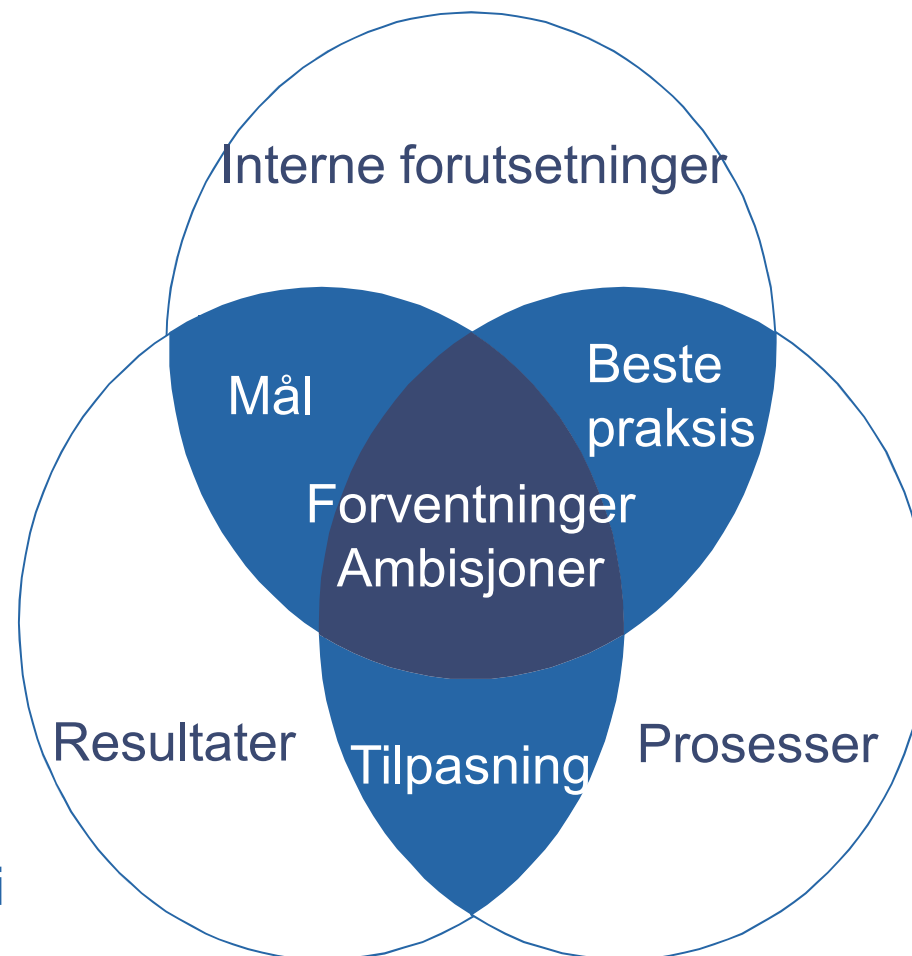 Interne forutsetninger
Mål
Beste
praksis
Forventninger
Ambisjoner
Resultater
Tilpasning
Prosesser
i